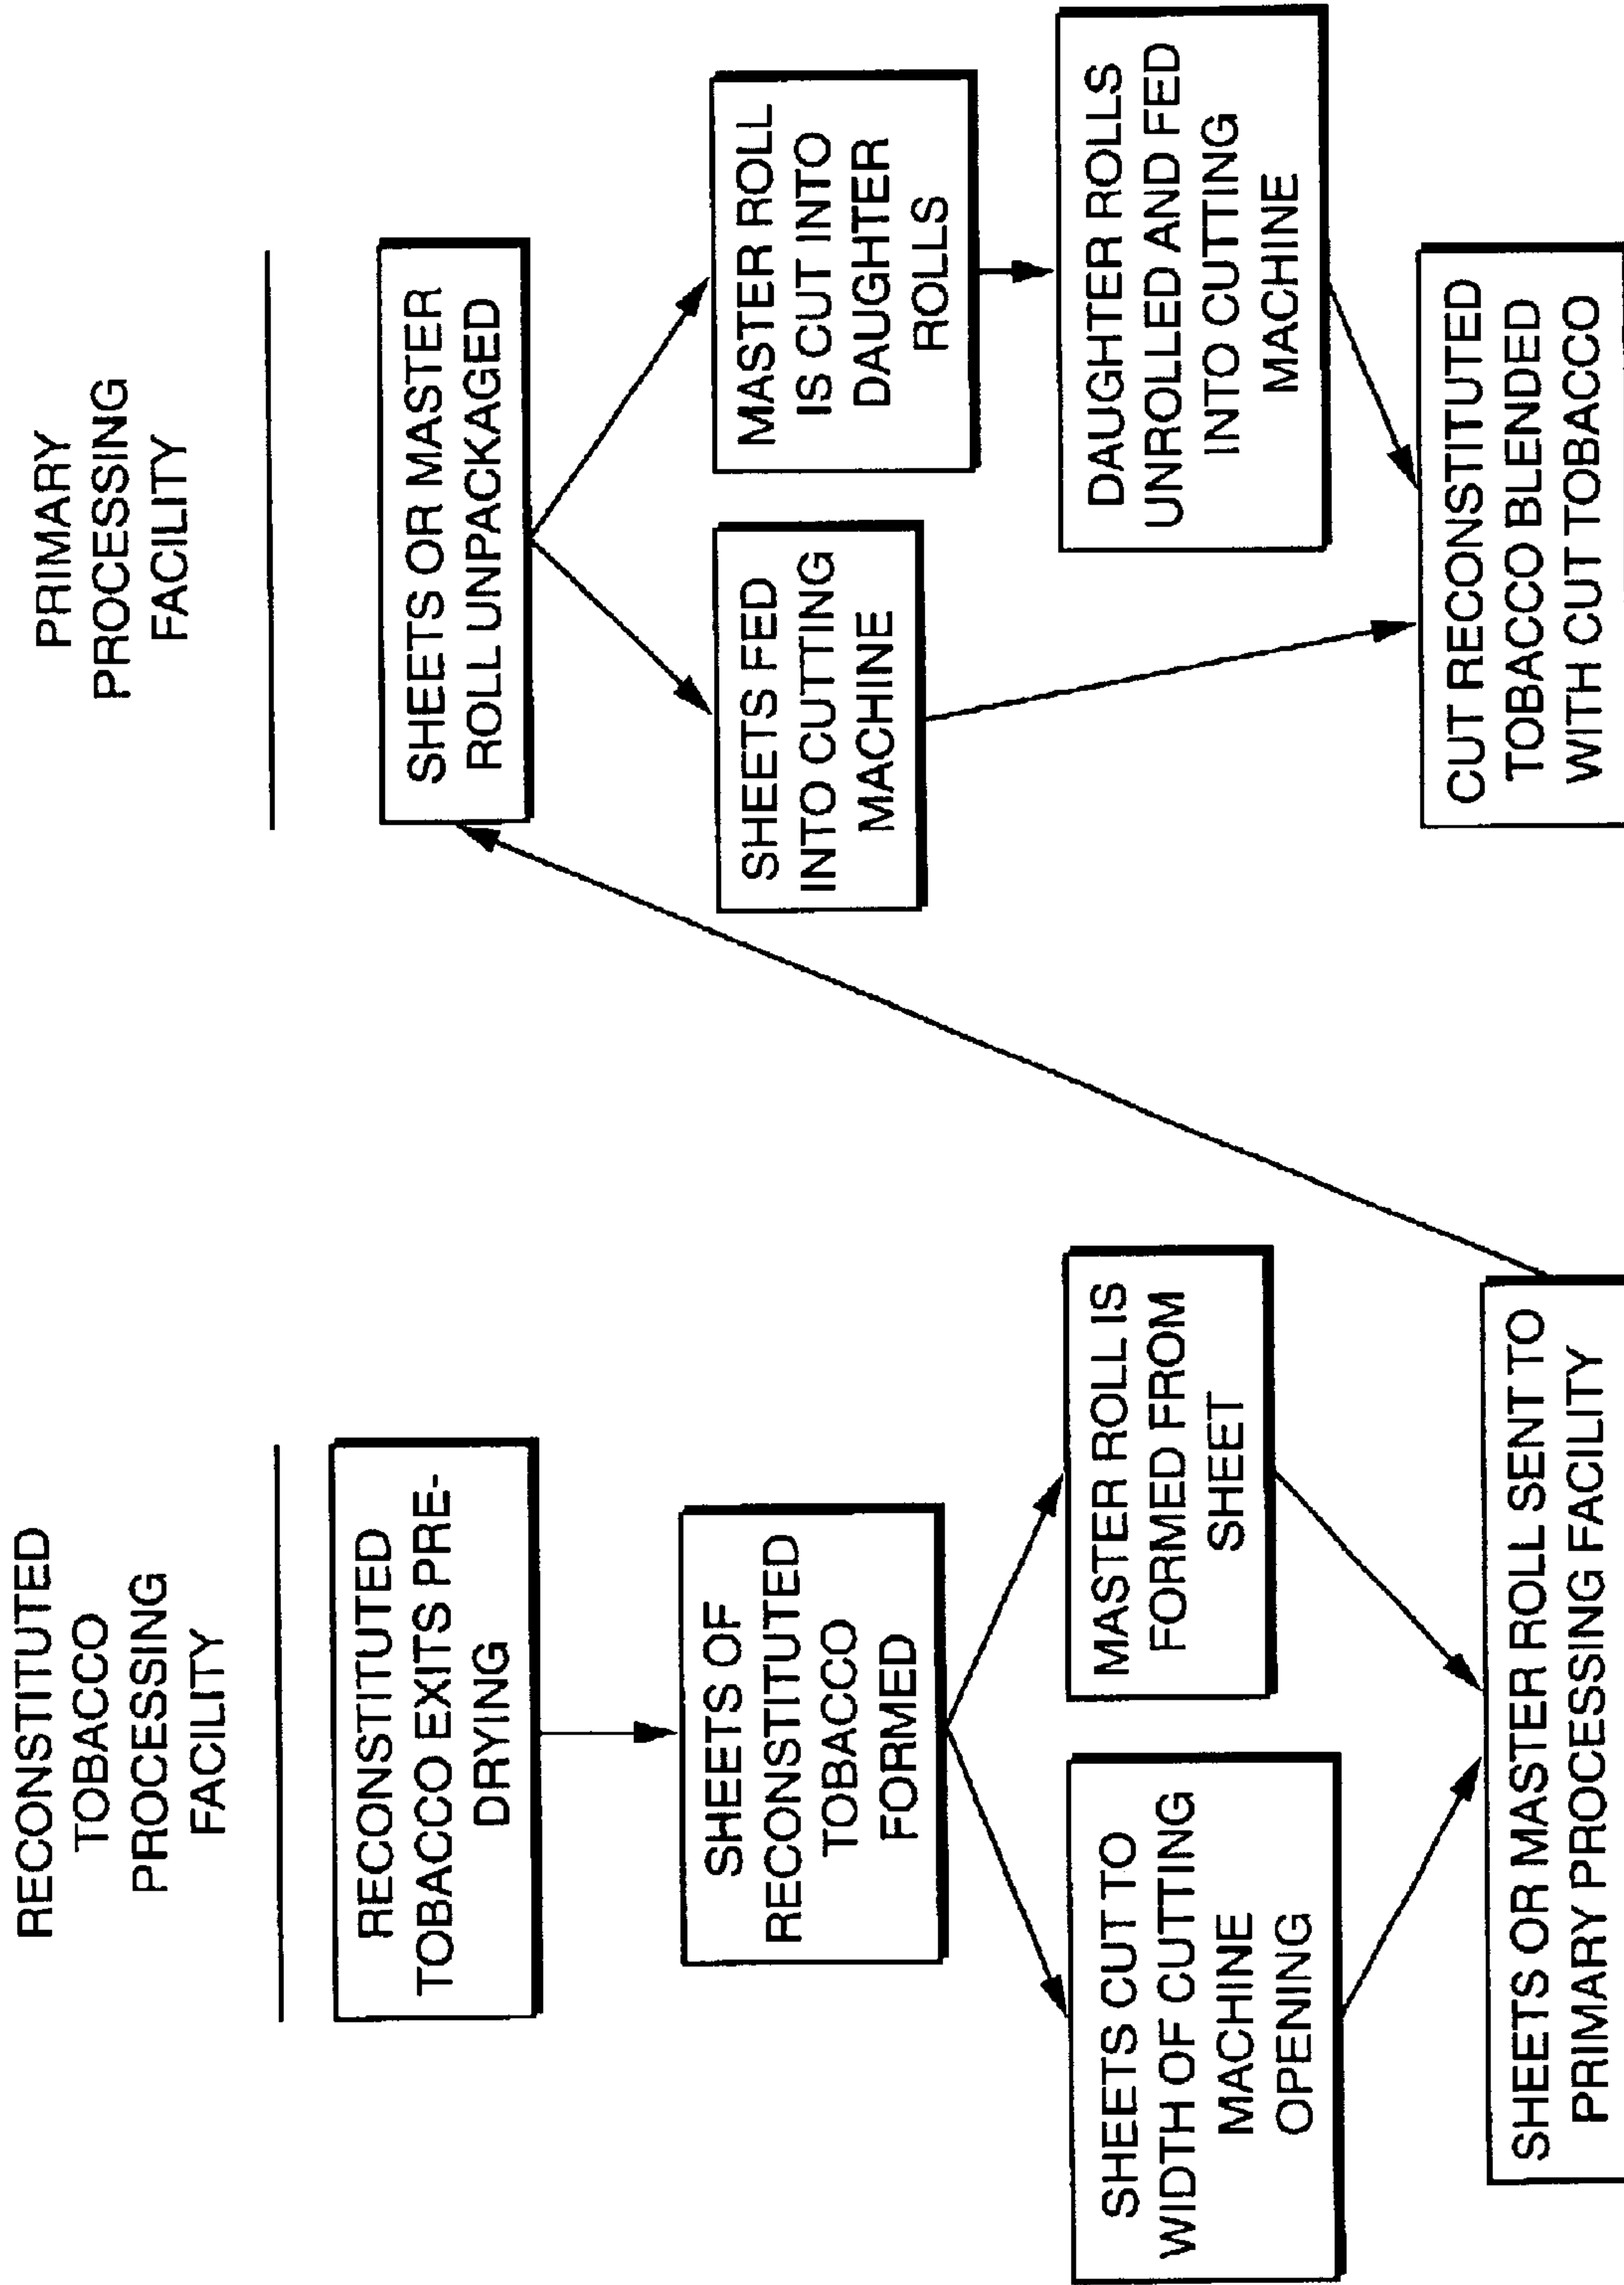 RECONSTITUTED
TOBACCO
PROCESSING
FACILITY
RECONSTITUTED
TOBACCO EXITS PRE-
DRYING
SHEETS OF
RECONSTITUTED
TOBACCO
FORMED
SHEETS CUT TO
WIDTH OF CUTTING
MACHINE
OPENING
MASTER ROLL IS
FORMED FROM
SHEET
SHEETS OR MASTER ROLL SENT TO
PRIMARY PROCESSING FACILITY
PRIMARY
PROCESSING
FACILITY
SHEETS OR MASTER
ROLL UNPACKAGED
SHEETS FED
INTO CUTTING
MACHINE
MASTER ROLL
IS CUT INTO
DAUGHTER
ROLLS
DAUGHTER ROLLS
UNROLLED AND FED
INTO CUTTING
MACHINE
CUT RECONSTITUTED
TOBACCO BLENDED
WITH CUT TOBACCO